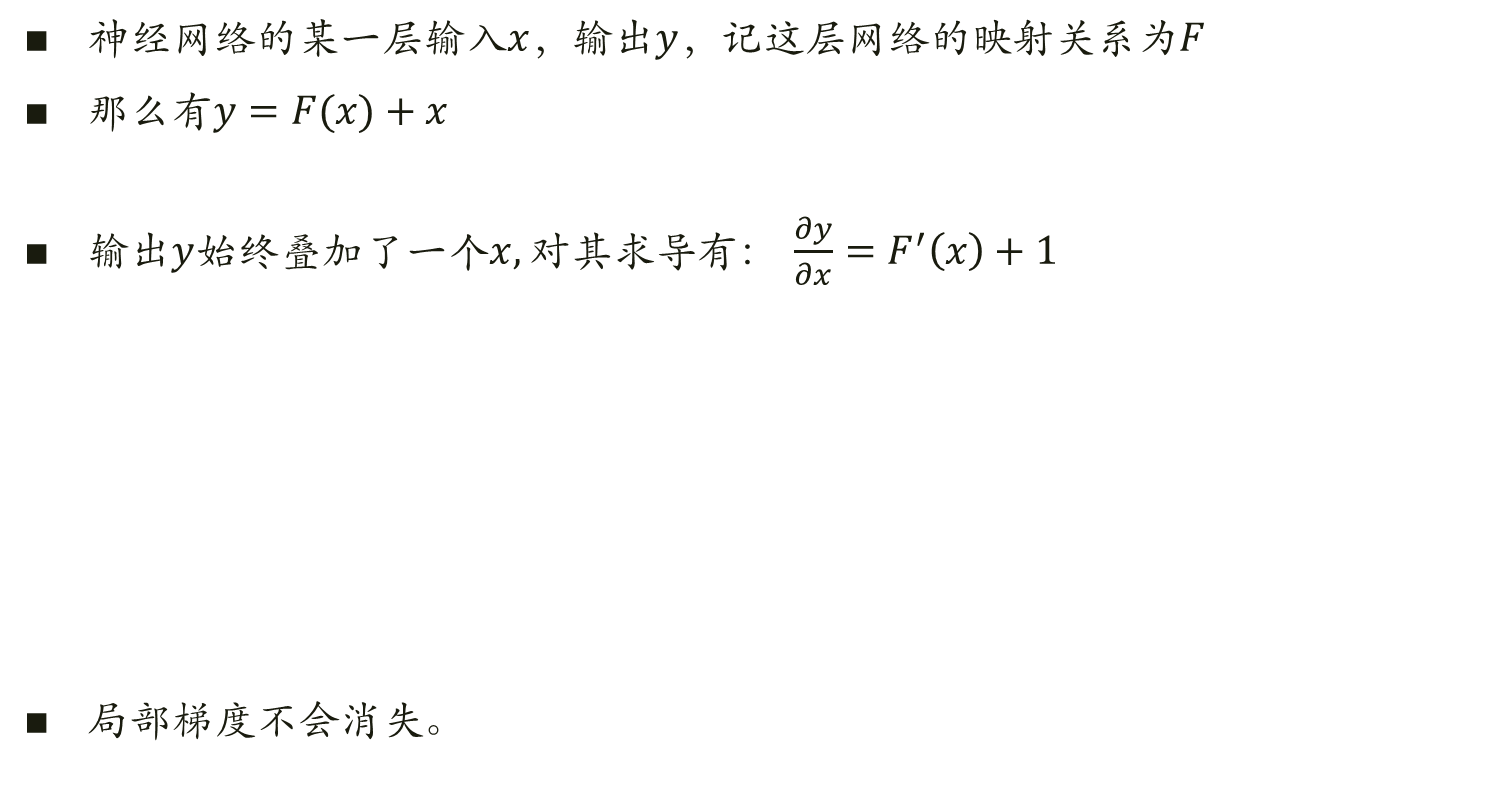 ■ 神经网络的某一层输入x，输出y，记这层网络的映射关系为F
■ 那么有y = F(x) + x
■ 输出y始终叠加了一个x,对其求导有： ∂y/∂x = F′(x) + 1
■ 局部梯度不会消失。